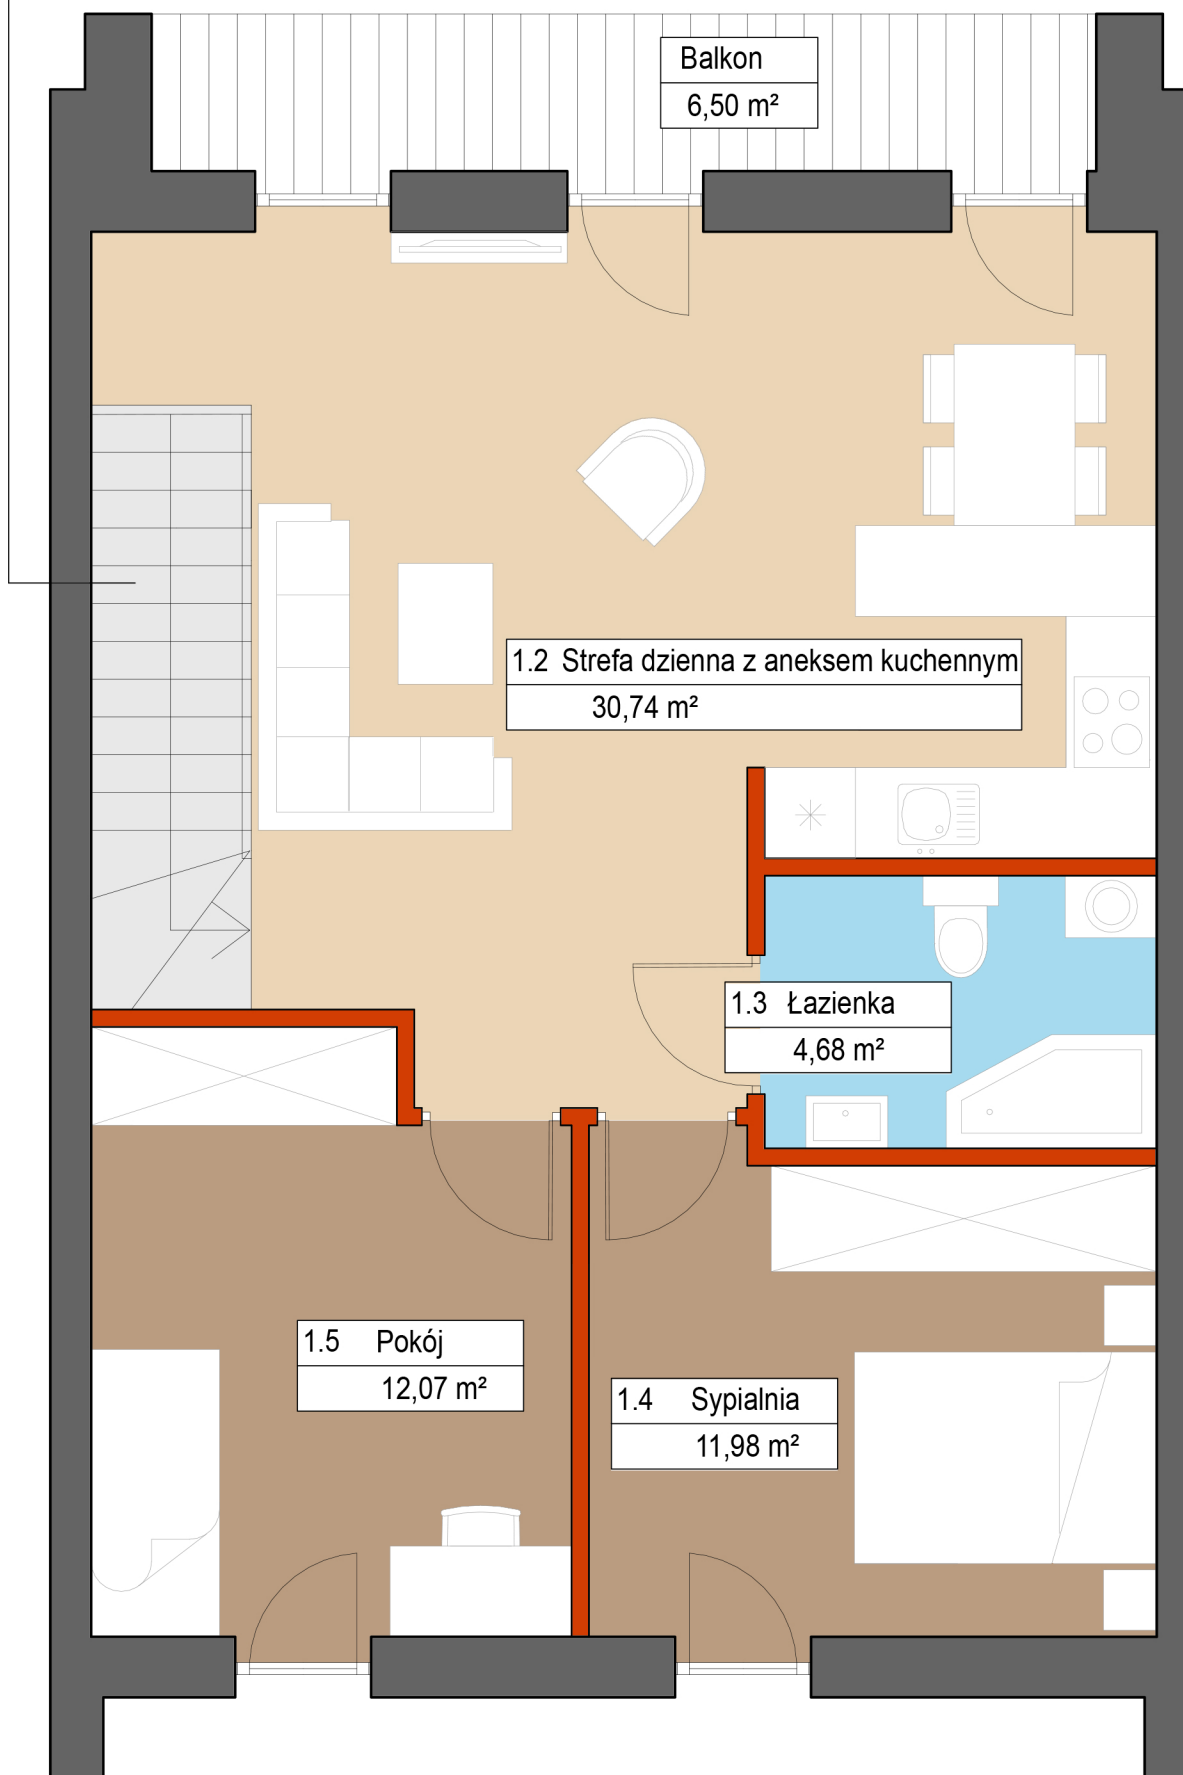 Balkon
6,50 m²
1.2 Strefa dzienna z aneksem kuchennym
30,74 m²
1.3 Łazienka
4,68 m²
1.5 Pokój
12,07 m²
1.4 Sypialnia
11,98 m²